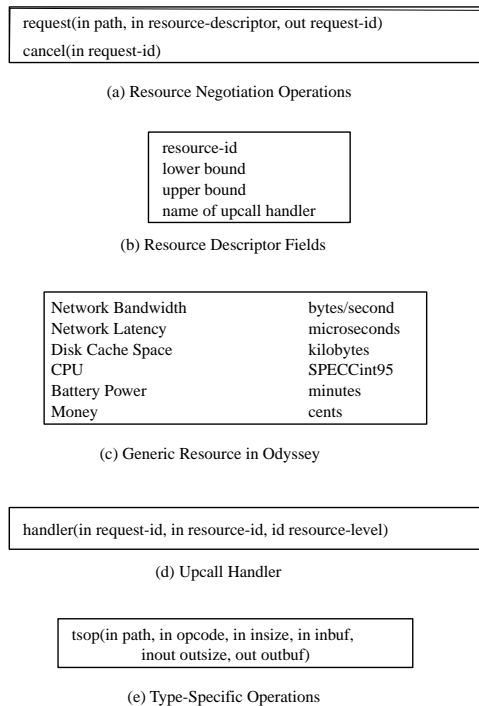 request(in path, in resource-descriptor, out request-id)
cancel(in request-id)
(a) Resource Negotiation Operations
resource-id
lower bound
upper bound
name of upcall handler
(b) Resource Descriptor Fields
Network Bandwidth bytes/second
Network Latency microseconds
Disk Cache Space kilobytes
CPU SPECCint95
Battery Power minutes
Money cents
(c) Generic Resource in Odyssey
handler(in request-id, in resource-id, id resource-level)
(d) Upcall Handler
tsop(in path, in opcode, in insize, in inbuf,
inout outsize, out outbuf)
(e) Type-Specific Operations